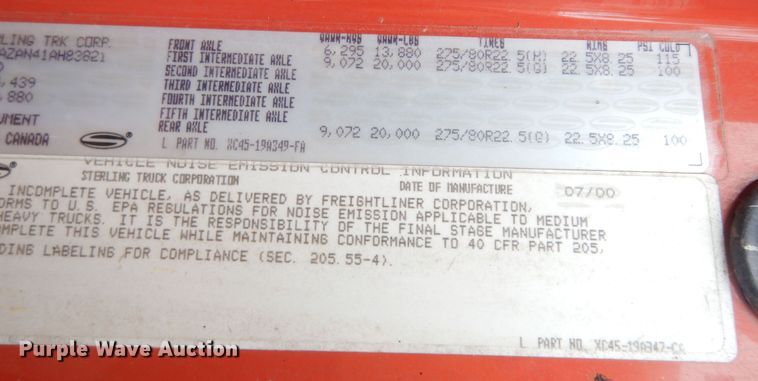 RLING TRK CORP. GAWR-KGS GAWR-LBS TIRES RIMS PSI COLD
AZAN41AH83821 FRONT AXLE 6,295 13,880 275/80R22.5(H) 22.5X8.25 115
FIRST INTERMEDIATE AXLE 9,072 20,000 275/80R22.5(G) 22.5X8.25 100
SECOND INTERMEDIATE AXLE
,439 THIRD INTERMEDIATE AXLE
,880 FOURTH INTERMEDIATE AXLE
FIFTH INTERMEDIATE AXLE
UMENT REAR AXLE 9,072 20,000 275/80R22.5(G) 22.5X8.25 100
CANADA L PART NO. XC45-19A349-FA
VEHICLE NOISE EMISSION CONTROL INFORMATION
STERLING TRUCK CORPORATION DATE OF MANUFACTURE 07/00
INCOMPLETE VEHICLE, AS DELIVERED BY FREIGHTLINER CORPORATION,
ORMS TO U.S. EPA REGULATIONS FOR NOISE EMISSION APPLICABLE TO MEDIUM
HEAVY TRUCKS. IT IS THE RESPONSIBILITY OF THE FINAL STAGE MANUFACTURER
MPLETE THIS VEHICLE WHILE MAINTAINING CONFORMANCE TO 40 CFR PART 205,
DING LABELING FOR COMPLIANCE (SEC. 205.55-4).
L PART NO. XC45-19A347-CA
Purple Wave Auction